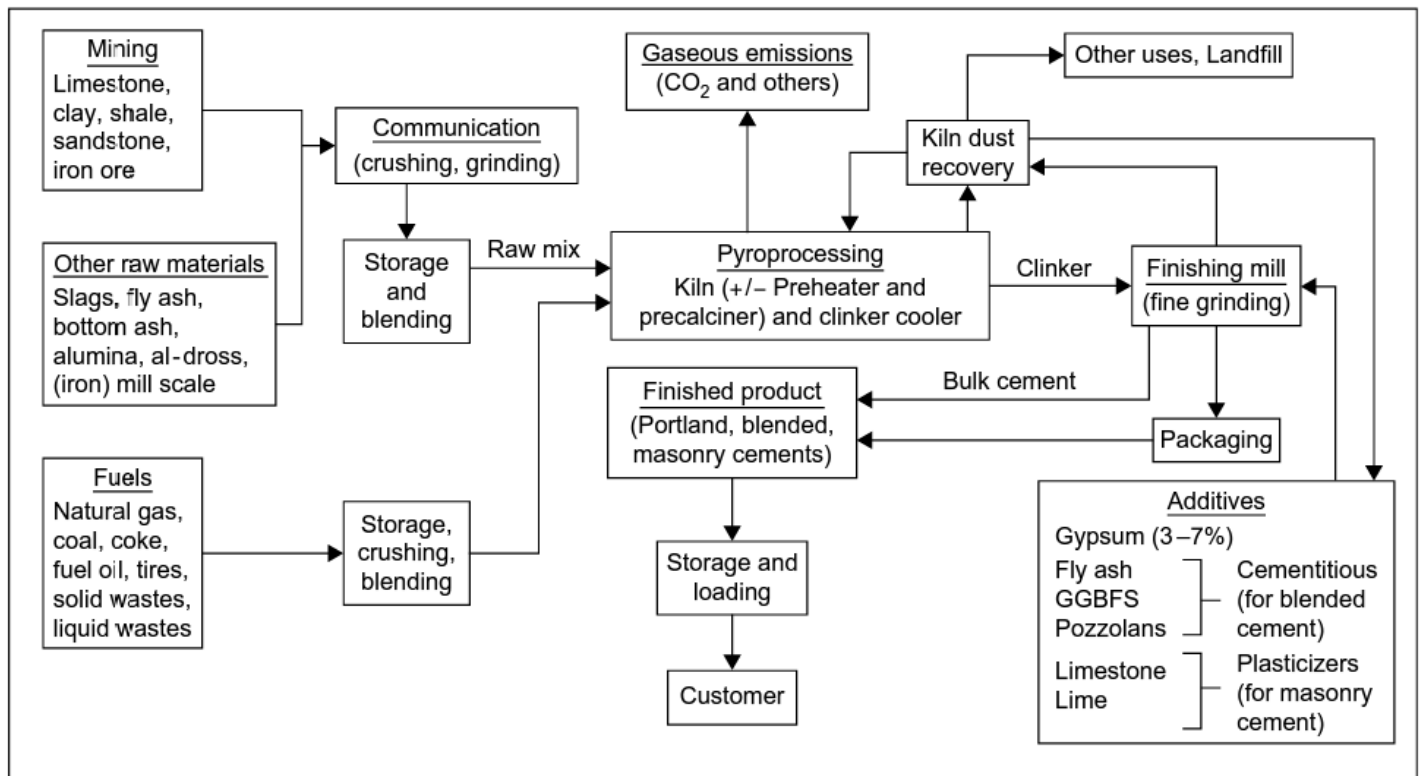 Mining
Limestone,
clay, shale,
sandstone,
iron ore
Other raw materials
Slags, fly ash,
bottom ash,
alumina, al-dross,
(iron) mill scale
Fuels
Natural gas,
coal, coke,
fuel oil, tires,
solid wastes,
liquid wastes
Communication
(crushing, grinding)
Storage
and
blending
Raw mix
Storage,
crushing,
blending
Gaseous emissions
(CO₂ and others)
Pyroprocessing
Kiln (+/− Preheater and
precalciner) and clinker cooler
Kiln dust
recovery
Other uses, Landfill
Clinker
Finishing mill
(fine grinding)
Bulk cement
Packaging
Finished product
(Portland, blended,
masonry cements)
Storage and
loading
Customer
Additives
Gypsum (3–7%)
Fly ash
GGBFS
Pozzolans
Cementitious
(for blended
cement)
Limestone
Lime
Plasticizers
(for masonry
cement)